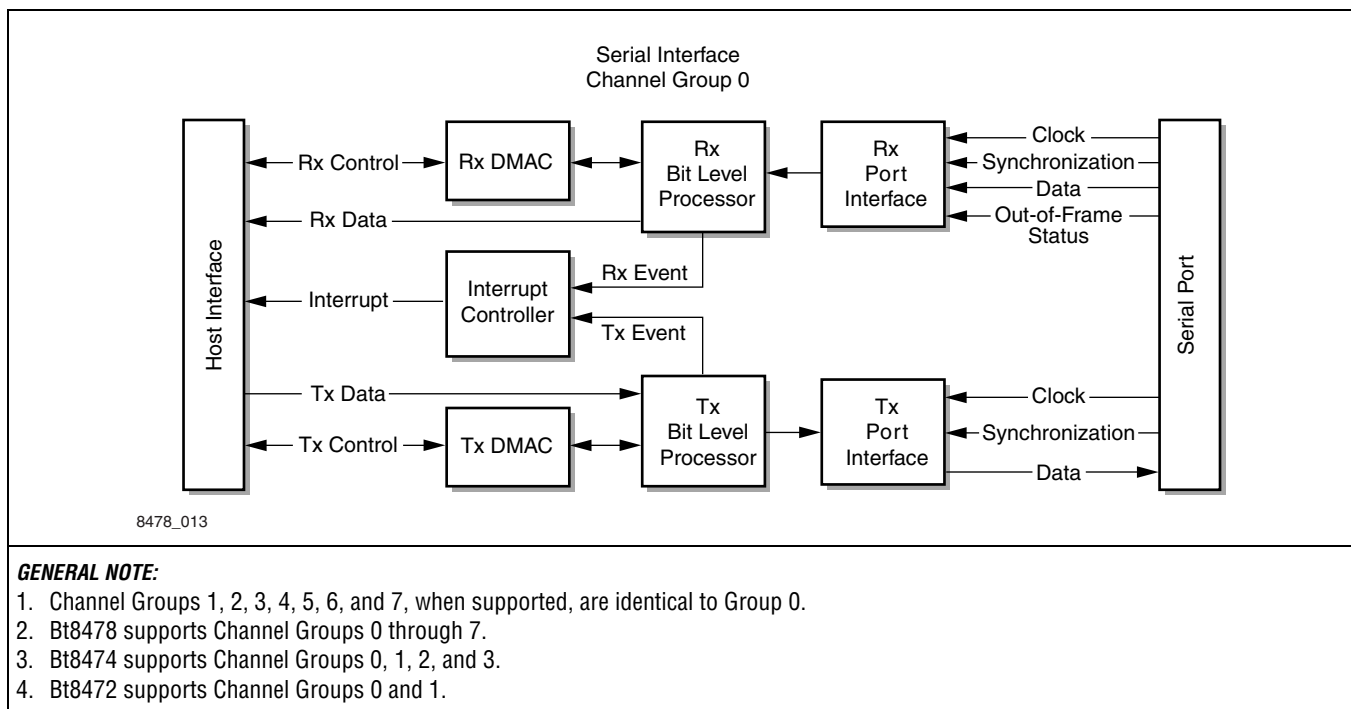 Serial Interface
Channel Group 0
Host Interface
Rx Control
Rx DMAC
Rx
Bit Level
Processor
Rx
Port
Interface
Clock
Synchronization
Data
Out-of-Frame
Status
Rx Data
Interrupt
Interrupt
Controller
Rx Event
Tx Event
Serial Port
Tx Data
Tx Control
Tx DMAC
Tx
Bit Level
Processor
Tx
Port
Interface
Clock
Synchronization
Data
8478_013
GENERAL NOTE:
1. Channel Groups 1, 2, 3, 4, 5, 6, and 7, when supported, are identical to Group 0.
2. Bt8478 supports Channel Groups 0 through 7.
3. Bt8474 supports Channel Groups 0, 1, 2, and 3.
4. Bt8472 supports Channel Groups 0 and 1.